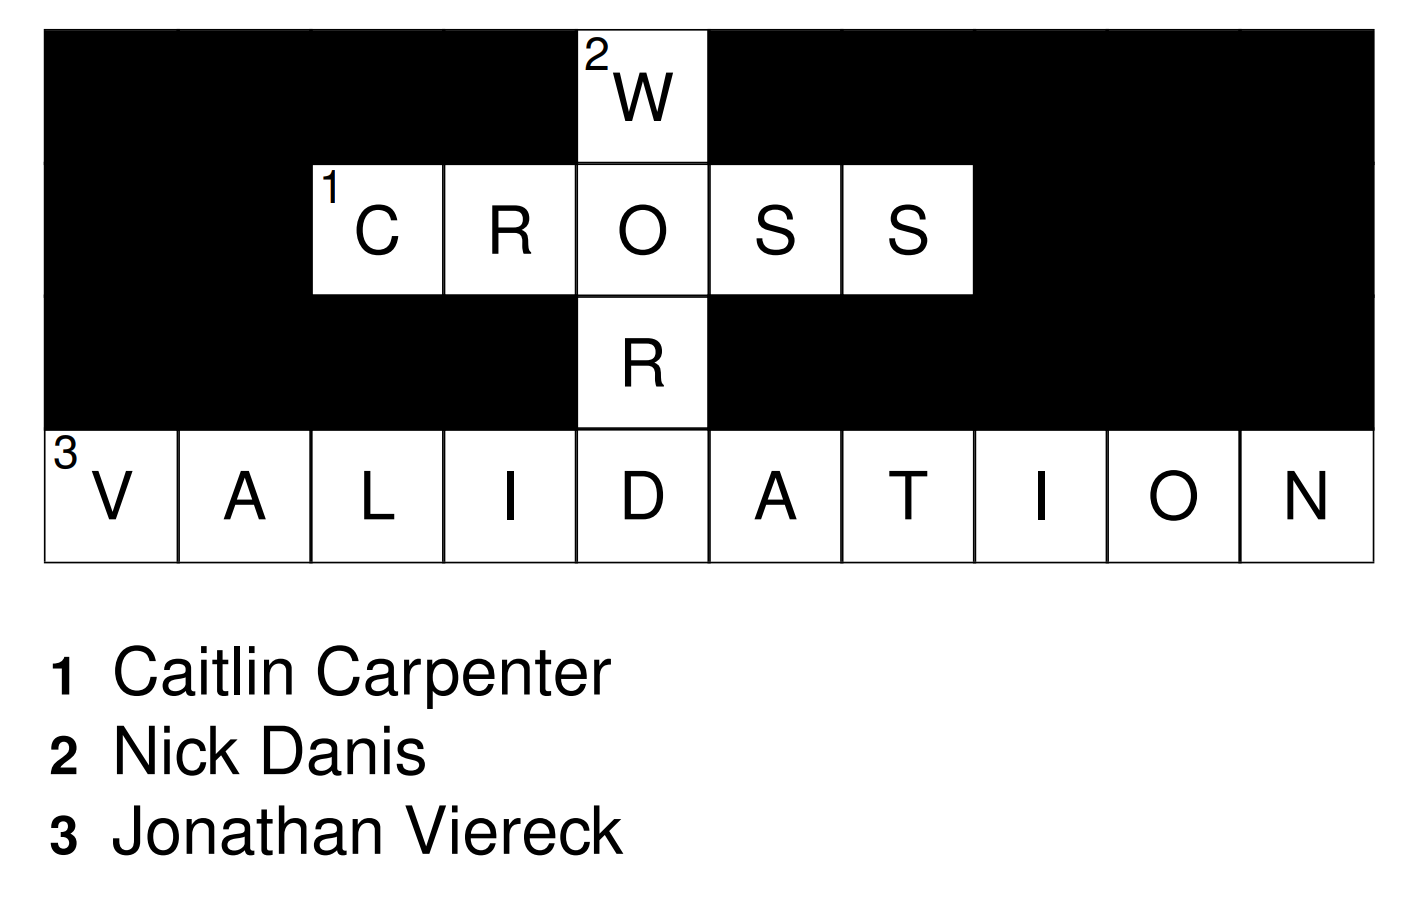 2 W
1 C R O S S
R
3 V A L I D A T I O N
1 Caitlin Carpenter
2 Nick Danis
3 Jonathan Viereck